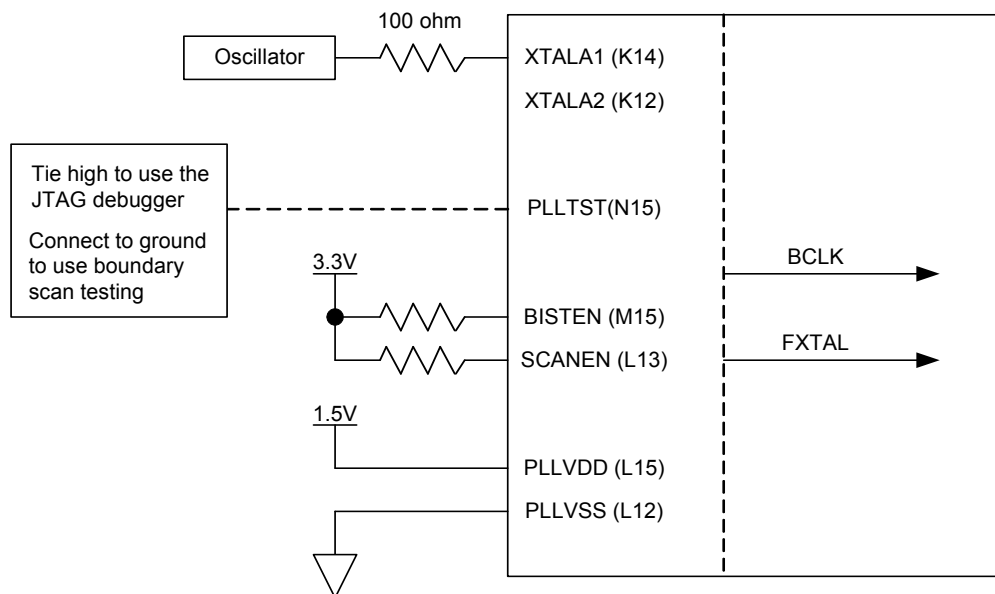 100 ohm
Oscillator
XTALA1 (K14)
XTALA2 (K12)
Tie high to use the
JTAG debugger
Connect to ground
to use boundary
scan testing
PLLTST(N15)
3.3V
BISTEN (M15)
SCANEN (L13)
1.5V
PLLVDD (L15)
PLLVSS (L12)
BCLK
FXTAL